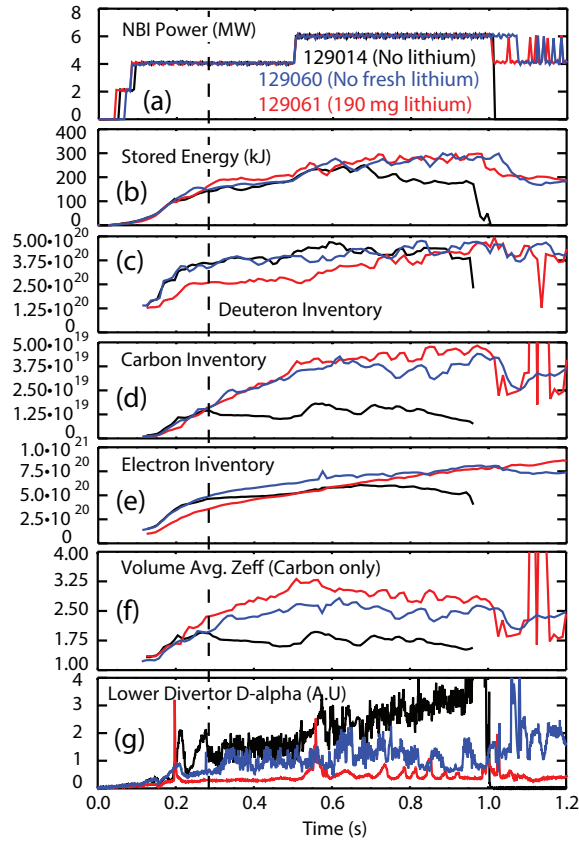 NBI Power (MW)
8
6
4
2
0
129014 (No lithium)
129060 (No fresh lithium)
129061 (190 mg lithium)
(a)
400
300
200
100
0
Stored Energy (kJ)
(b)
5.00•10 20
3.75•10 20
2.50•10 20
1.25•10 20
0
(c)
Deuteron Inventory
5.00•10 19
3.75•10 19
2.50•10 19
1.25•10 19
0
Carbon Inventory
(d)
1.0•10 21
7.5•10 20
5.0•10 20
2.5•10 20
0
Electron Inventory
(e)
4.00
3.25
2.50
1.75
1.00
Volume Avg. Zeff (Carbon only)
(f)
4
3
2
1
0
Lower Divertor D-alpha (A.U)
(g)
0.0 0.2 0.4 0.6 0.8 1.0 1.2
Time (s)